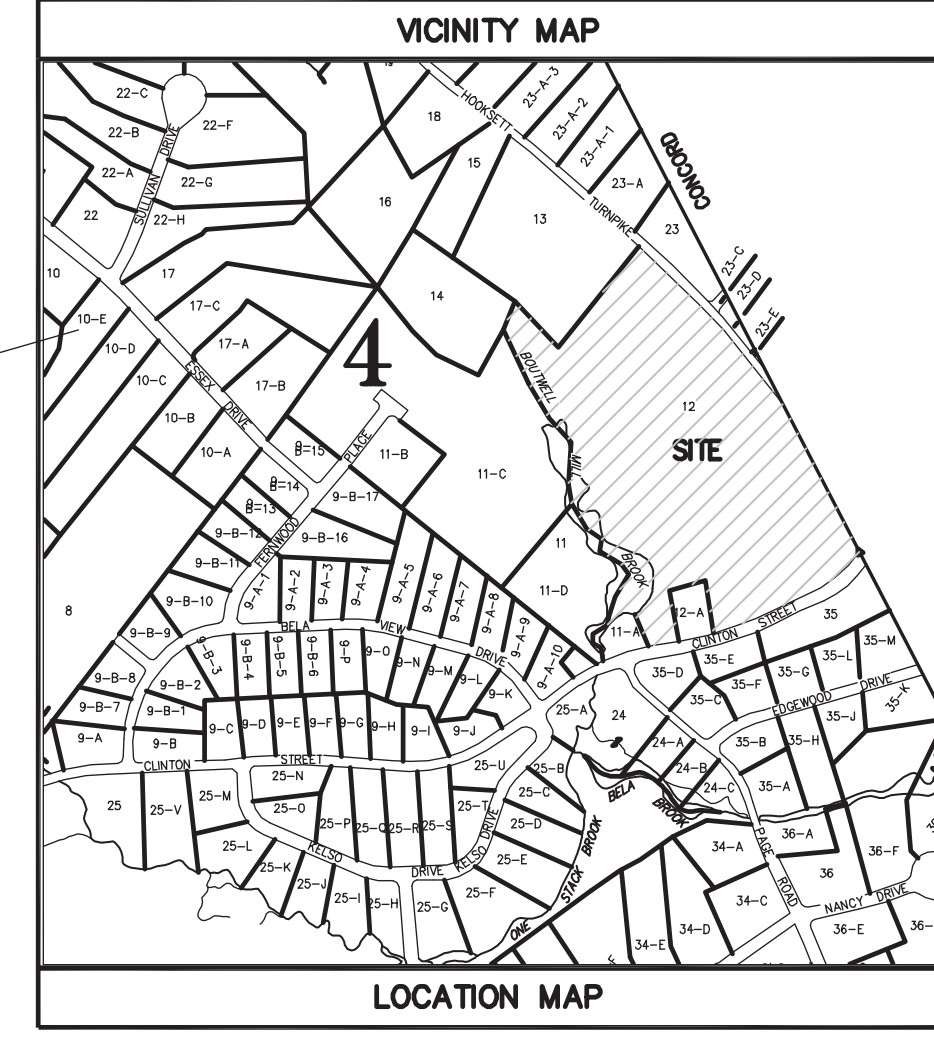 VICINITY MAP
22-C
22-B
22-F
22-A
22-G
22
22-H
SULLIVAN DRIVE
19
18
HOOKSETT TURNPIKE
23-A-3
23-A-2
23-A-1
23-A
23
CONCORD
23-C
23-D
23-E
15
16
13
10
17
17-C
14
10-E
10-D
10-C
10-B
10-A
17-A
17-B
ESSEX DRIVE
4
BOUTWELL MILL BROOK
12
SITE
9-B-15
PLACE
11-B
11-C
9-B-14
9-B-13
9-B-17
9-B-12
FERNWOOD
9-B-16
11
9-B-11
9-A-1
9-A-2
9-A-3
9-A-4
9-A-5
9-A-6
9-A-7
9-A-8
9-A-9
9-A-10
11-D
8
9-B-10
BELA VIEW DRIVE
11-A
12-A
CLINTON STREET
35
9-B-9
9-B-3
9-B-4
9-B-5
9-B-6
9-P
9-O
9-N
9-M
9-L
9-K
35-M
35-L
35-E
35-D
35-G
35-F
35-C
EDGEWOOD DRIVE
35-K
9-B-8
9-B-2
9-B-7
9-B-1
9-A
9-B
9-C
9-D
9-E
9-F
9-G
9-H
9-I
9-J
25-A
24
24-A
35-B
35-H
35-J
CLINTON STREET
25-N
25-U
25-B
24-B
24-C
35-A
25
25-V
25-M
25-O
25-T
25-C
BELA BROOK
25-P
25-Q
25-R
25-S
25-D
25-L
KELSO DRIVE
KELSO DRIVE
25-E
34-A
PAGE ROAD
36-A
36-F
25-K
25-J
25-I
25-H
25-G
25-F
ONE STACK BROOK
34-C
36
NANCY DRIVE
34-E
34-D
36-E
36-
LOCATION MAP